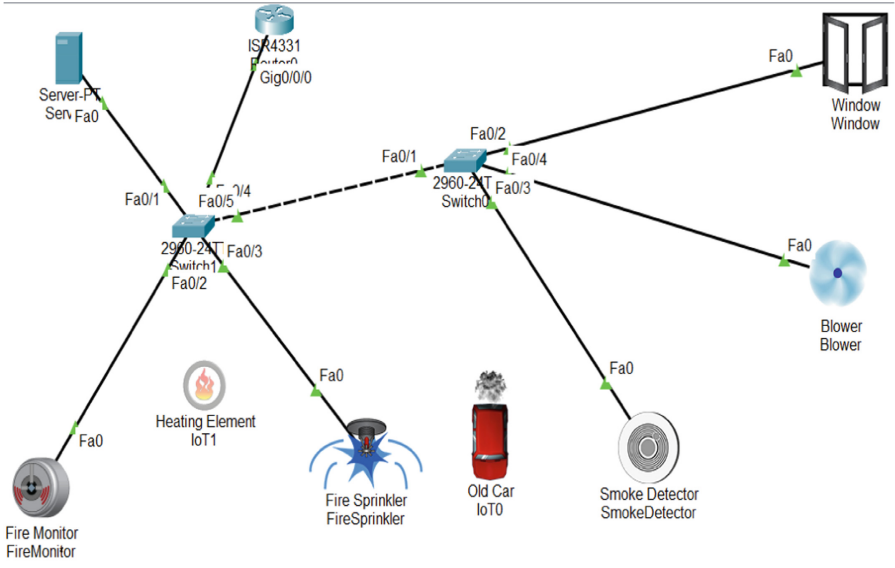 ISR4331
Gig0/0/0
Server-PT
Fa0
Fa0
Window
Window
Fa0/2
Fa0/1
Fa0/4
2960-24T
Switch0
Fa0/3
Fa0/1
Fa0/5
2960-24T
Switch1
Fa0/3
Fa0/2
Fa0
Blower
Blower
Fa0
Fa0
Heating Element
IoT1
Fa0
Old Car
IoT0
Smoke Detector
SmokeDetector
Fire Sprinkler
FireSprinkler
Fire Monitor
FireMonitor